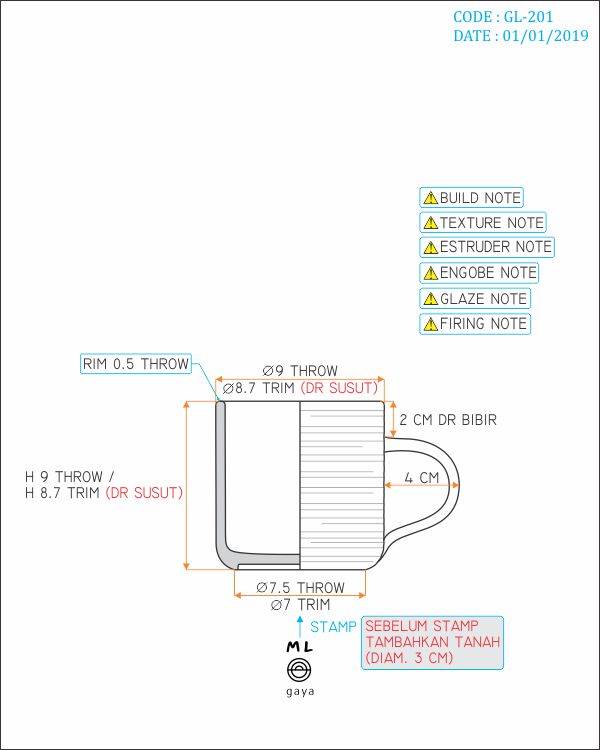 CODE : GL-201
DATE : 01/01/2019
BUILD NOTE
TEXTURE NOTE
ESTRUDER NOTE
ENGOBE NOTE
GLAZE NOTE
FIRING NOTE
RIM 0.5 THROW
Ø9 THROW
Ø8.7 TRIM (DR SUSUT)
2 CM DR BIBIR
4 CM
H 9 THROW /
H 8.7 TRIM (DR SUSUT)
Ø7.5 THROW
Ø7 TRIM
STAMP
SEBELUM STAMP
TAMBAHKAN TANAH
(DIAM. 3 CM)
ML
gaya